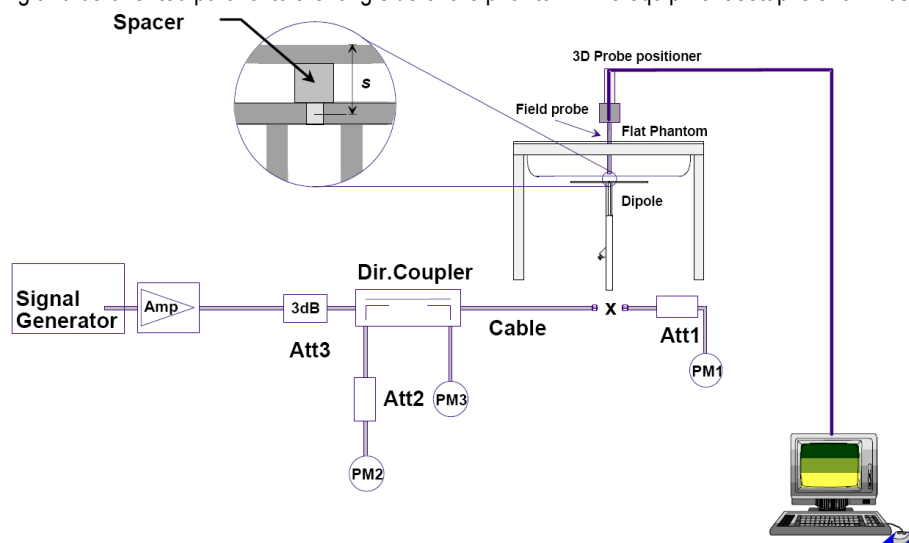 Spacer
s
3D Probe positioner
Field probe
Flat Phantom
Dipole
Signal
Generator
Amp
3dB
Att3
Dir.Coupler
Cable
X
Att1
PM1
Att2
PM3
PM2